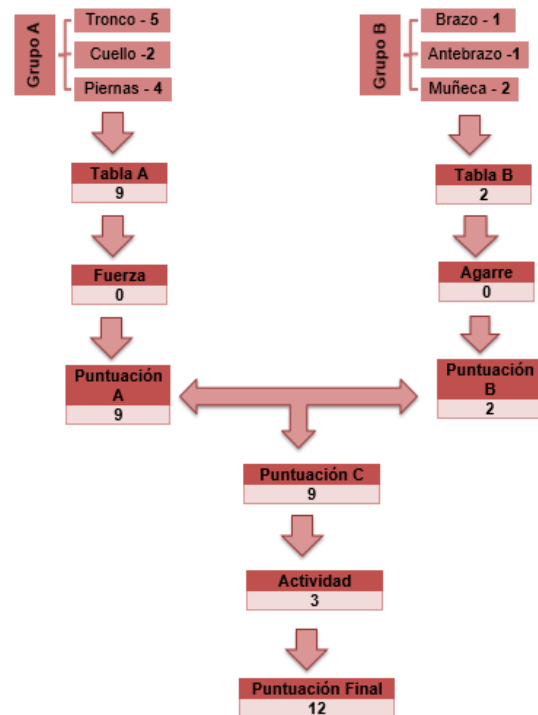 Grupo A
Tronco - 5
Cuello -2
Piernas - 4
Grupo B
Brazo - 1
Antebrazo -1
Muñeca - 2
Tabla A
9
Tabla B
2
Fuerza
0
Agarre
0
Puntuación
A
9
Puntuación
B
2
Puntuación C
9
Actividad
3
Puntuación Final
12